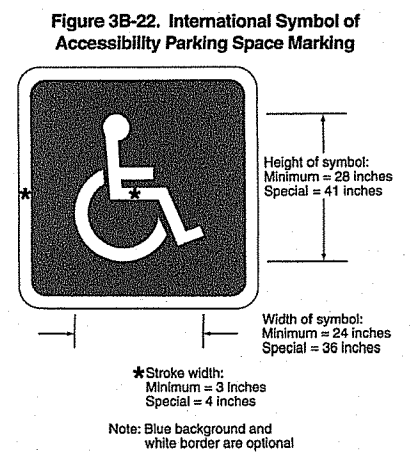 Figure 3B-22. International Symbol of
Accessibility Parking Space Marking
Height of symbol:
Minimum = 28 inches
Special = 41 inches
Width of symbol:
Minimum = 24 inches
Special = 36 inches
*Stroke width:
Minimum = 3 inches
Special = 4 inches
Note: Blue background and
white border are optional